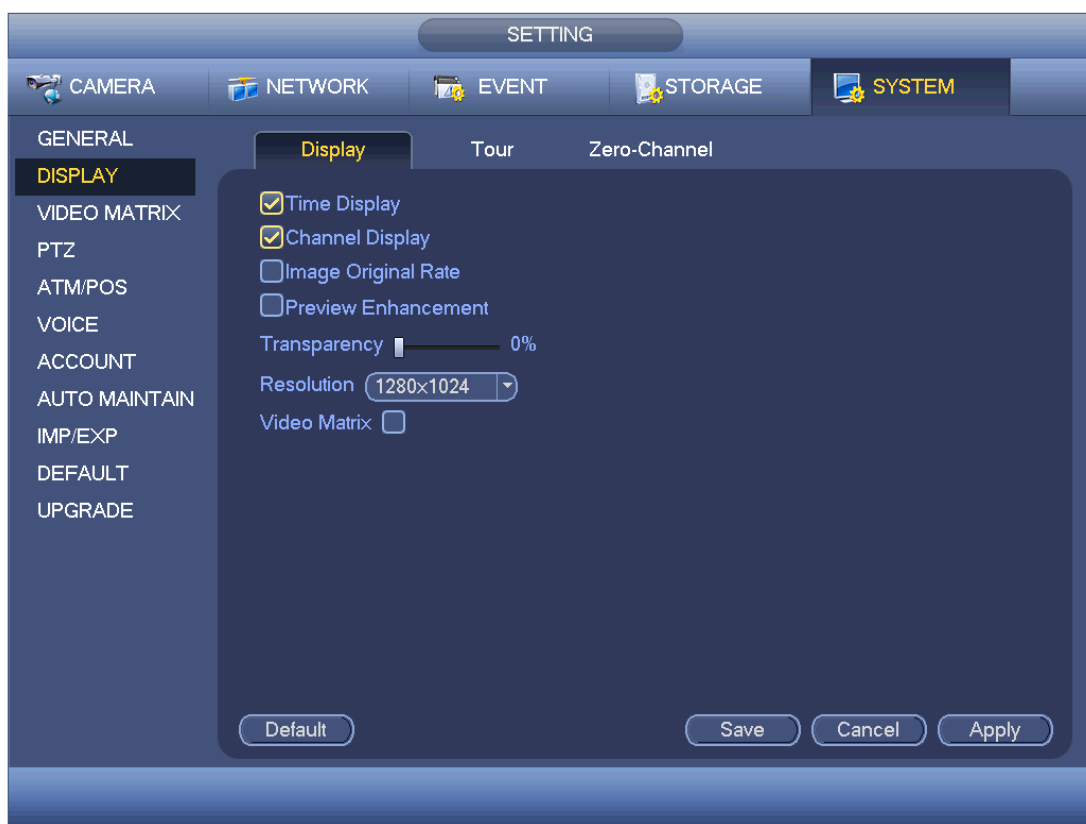 SETTING
CAMERA NETWORK EVENT STORAGE SYSTEM
GENERAL
DISPLAY
VIDEO MATRIX
PTZ
ATM/POS
VOICE
ACCOUNT
AUTO MAINTAIN
IMP/EXP
DEFAULT
UPGRADE
Display Tour Zero-Channel
Time Display
Channel Display
Image Original Rate
Preview Enhancement
Transparency 0%
Resolution 1280×1024
Video Matrix
Default Save Cancel Apply